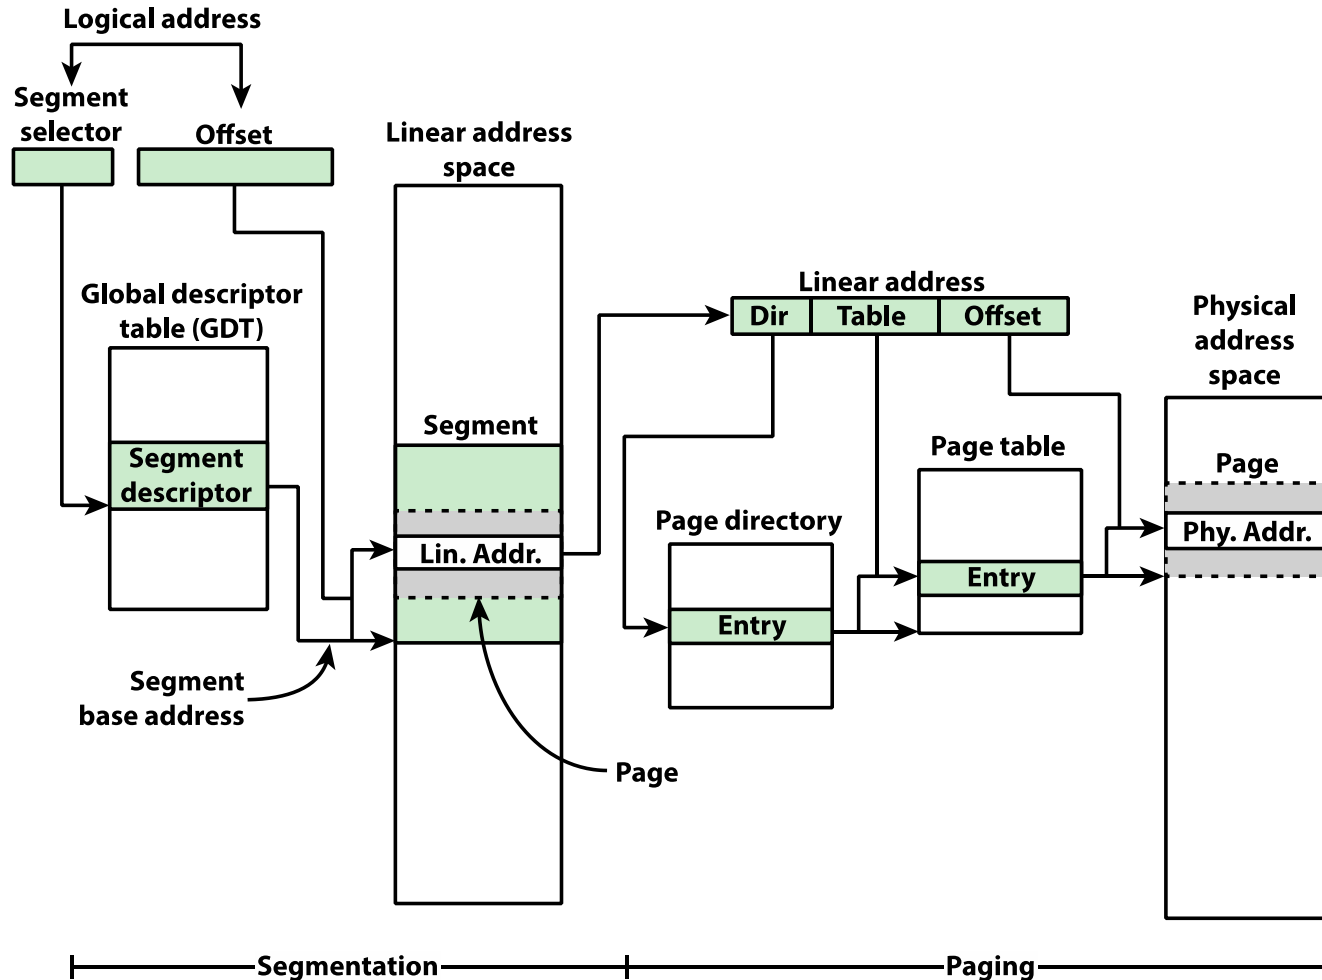 Logical address
Segment
selector
Offset
Linear address
space
Global descriptor
table (GDT)
Segment
descriptor
Segment
base address
Segment
Lin. Addr.
Page
Linear address
Dir
Table
Offset
Page directory
Entry
Page table
Entry
Physical
address
space
Page
Phy. Addr.
Segmentation
Paging